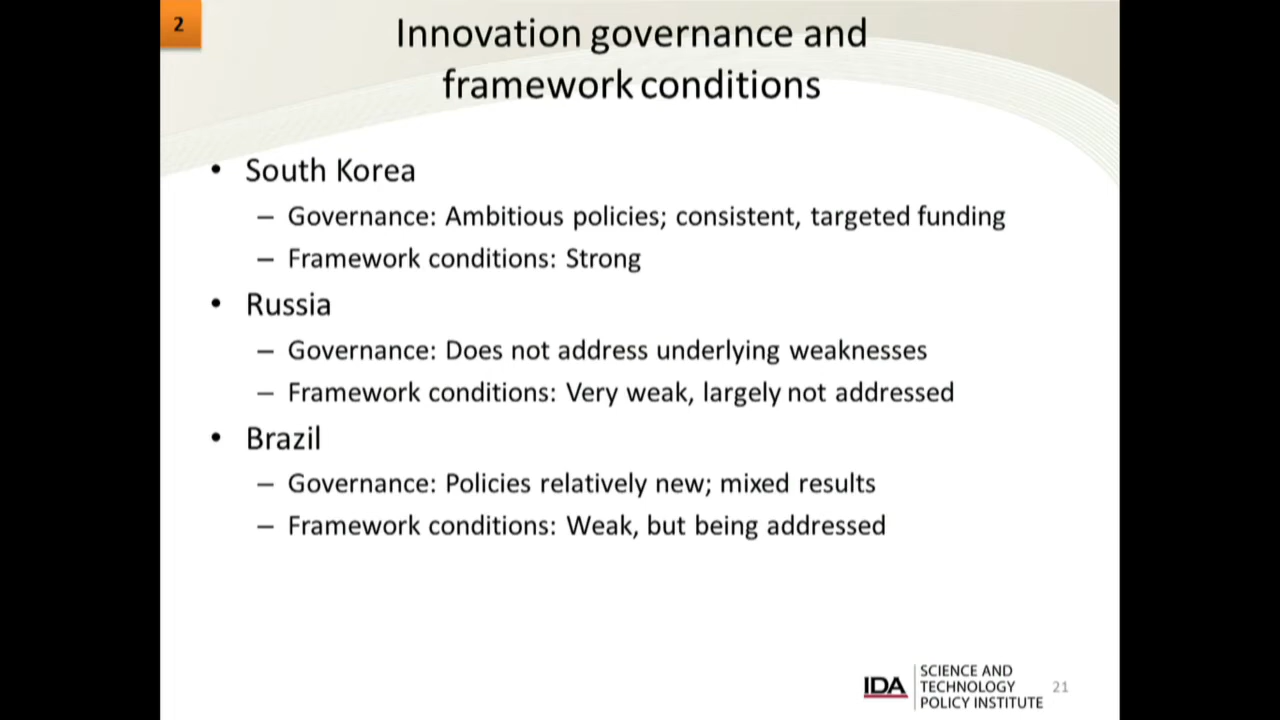 2
Innovation governance and
framework conditions
• South Korea
– Governance: Ambitious policies; consistent, targeted funding
– Framework conditions: Strong
• Russia
– Governance: Does not address underlying weaknesses
– Framework conditions: Very weak, largely not addressed
• Brazil
– Governance: Policies relatively new; mixed results
– Framework conditions: Weak, but being addressed
IDA
SCIENCE AND
TECHNOLOGY
POLICY INSTITUTE
21